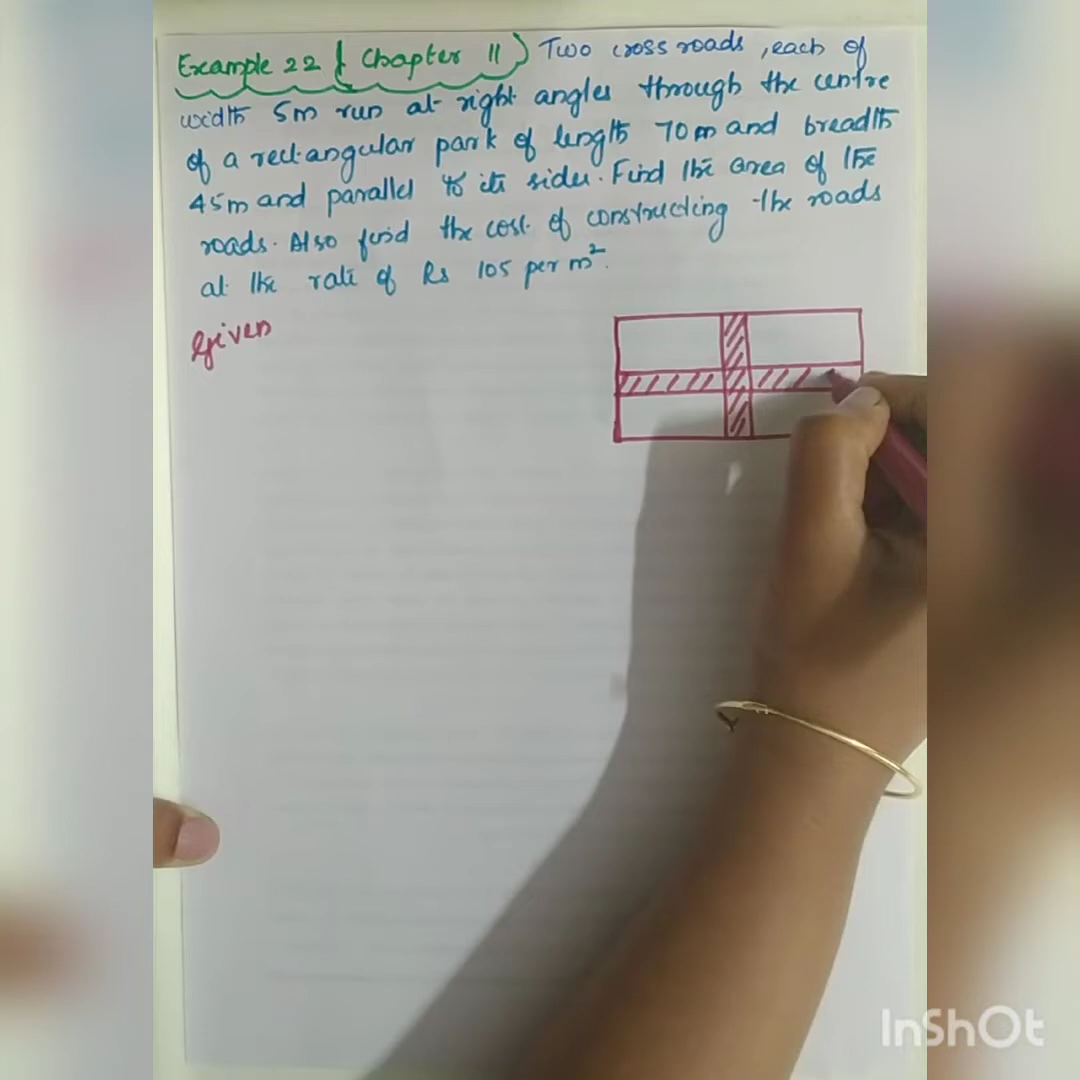 Example 22 { Chapter 11 } Two cross roads, each of
width 5m run at right angles through the centre
of a rectangular park of length 70m and breadth
45m and parallel to its sides. Find the area of the
roads. Also find the cost of constructing the roads
at the rate of Rs 105 per m².
Given
InShOt